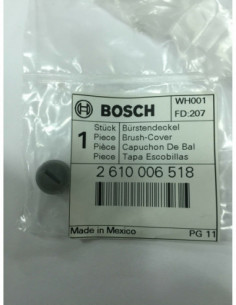 BOSCH
WH001
FD:207
1
Stück Bürstendeckel
Piece Brush-Cover
Pièce Capuchon De Bal
Piece Tapa Escobillas
2 610 006 518
Made in Mexico
PG 11